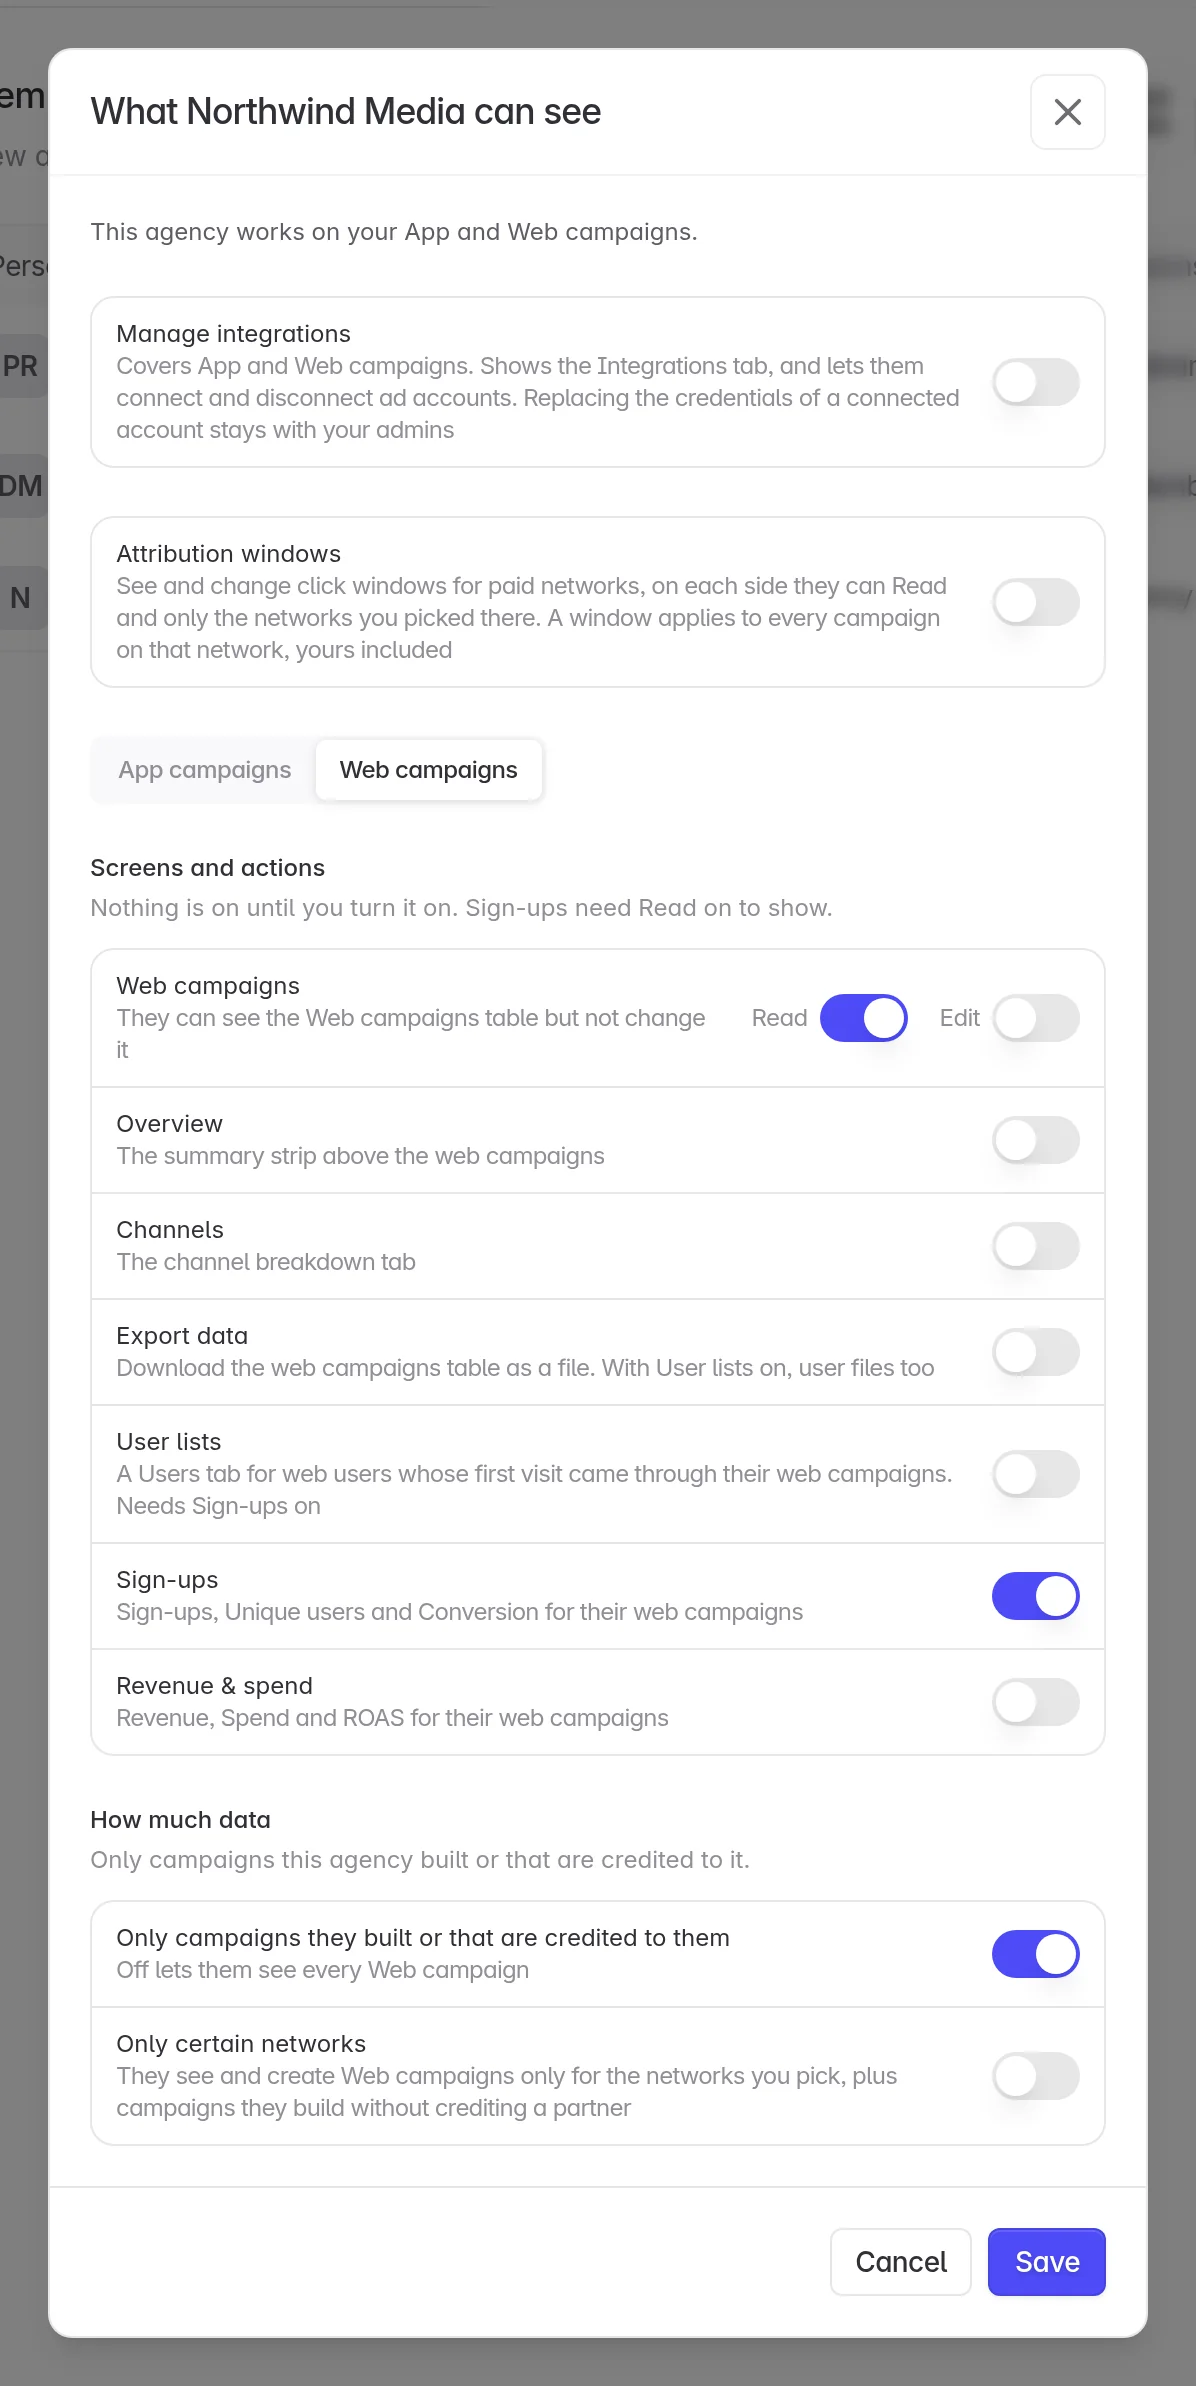 What Northwind Media can see
This agency works on your App and Web campaigns.
Manage integrations
Covers App and Web campaigns. Shows the Integrations tab, and lets them
connect and disconnect ad accounts. Replacing the credentials of a connected
account stays with your admins
Attribution windows
See and change click windows for paid networks, on each side they can Read
and only the networks you picked there. A window applies to every campaign
on that network, yours included
App campaigns
Web campaigns
Screens and actions
Nothing is on until you turn it on. Sign-ups need Read on to show.
Web campaigns
They can see the Web campaigns table but not change
it
Read
Edit
Overview
The summary strip above the web campaigns
Channels
The channel breakdown tab
Export data
Download the web campaigns table as a file. With User lists on, user files too
User lists
A Users tab for web users whose first visit came through their web campaigns.
Needs Sign-ups on
Sign-ups
Sign-ups, Unique users and Conversion for their web campaigns
Revenue & spend
Revenue, Spend and ROAS for their web campaigns
How much data
Only campaigns this agency built or that are credited to it.
Only campaigns they built or that are credited to them
Off lets them see every Web campaign
Only certain networks
They see and create Web campaigns only for the networks you pick, plus
campaigns they build without crediting a partner
Cancel
Save
PR
DM
N